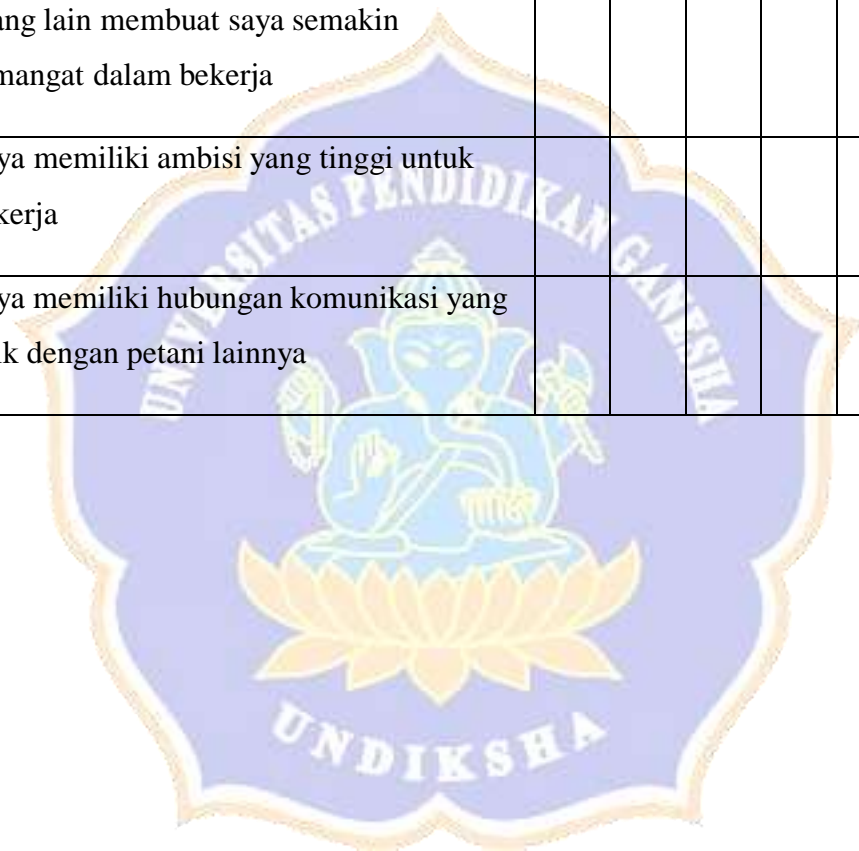 ang lain membuat saya semakin
mangat dalam bekerja
ya memiliki ambisi yang tinggi untuk
kerja
ya memiliki hubungan komunikasi yang
ik dengan petani lainnya
UNIVERSITAS PENDIDIKAN GANESHA
UNDIKSHA